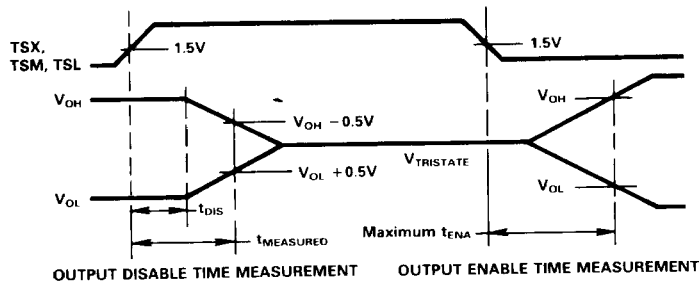 TSX,
TSM, TSL
1.5V
1.5V
VOH
VOH −0.5V
VOH
VTRISTATE
VOL +0.5V
VOL
VOL
tDIS
tMEASURED
Maximum tENA
OUTPUT DISABLE TIME MEASUREMENT
OUTPUT ENABLE TIME MEASUREMENT